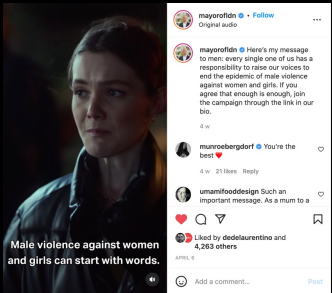 mayorofldn • Follow
Original audio
mayorofldn Here's my message
to men: every single one of us has a
responsibility to raise our voices to
end the epidemic of male violence
against women and girls. If you
agree that enough is enough, join
the campaign through the link in our
bio.
4 w
munroebergdorf You're the
best ❤️
4 w 21 likes Reply
umamifooddesign Such an
important message. As a mum to a
Liked by dedelaurentino and
4,263 others
APRIL 6
Add a comment... Post
Male violence against women
and girls can start with words.